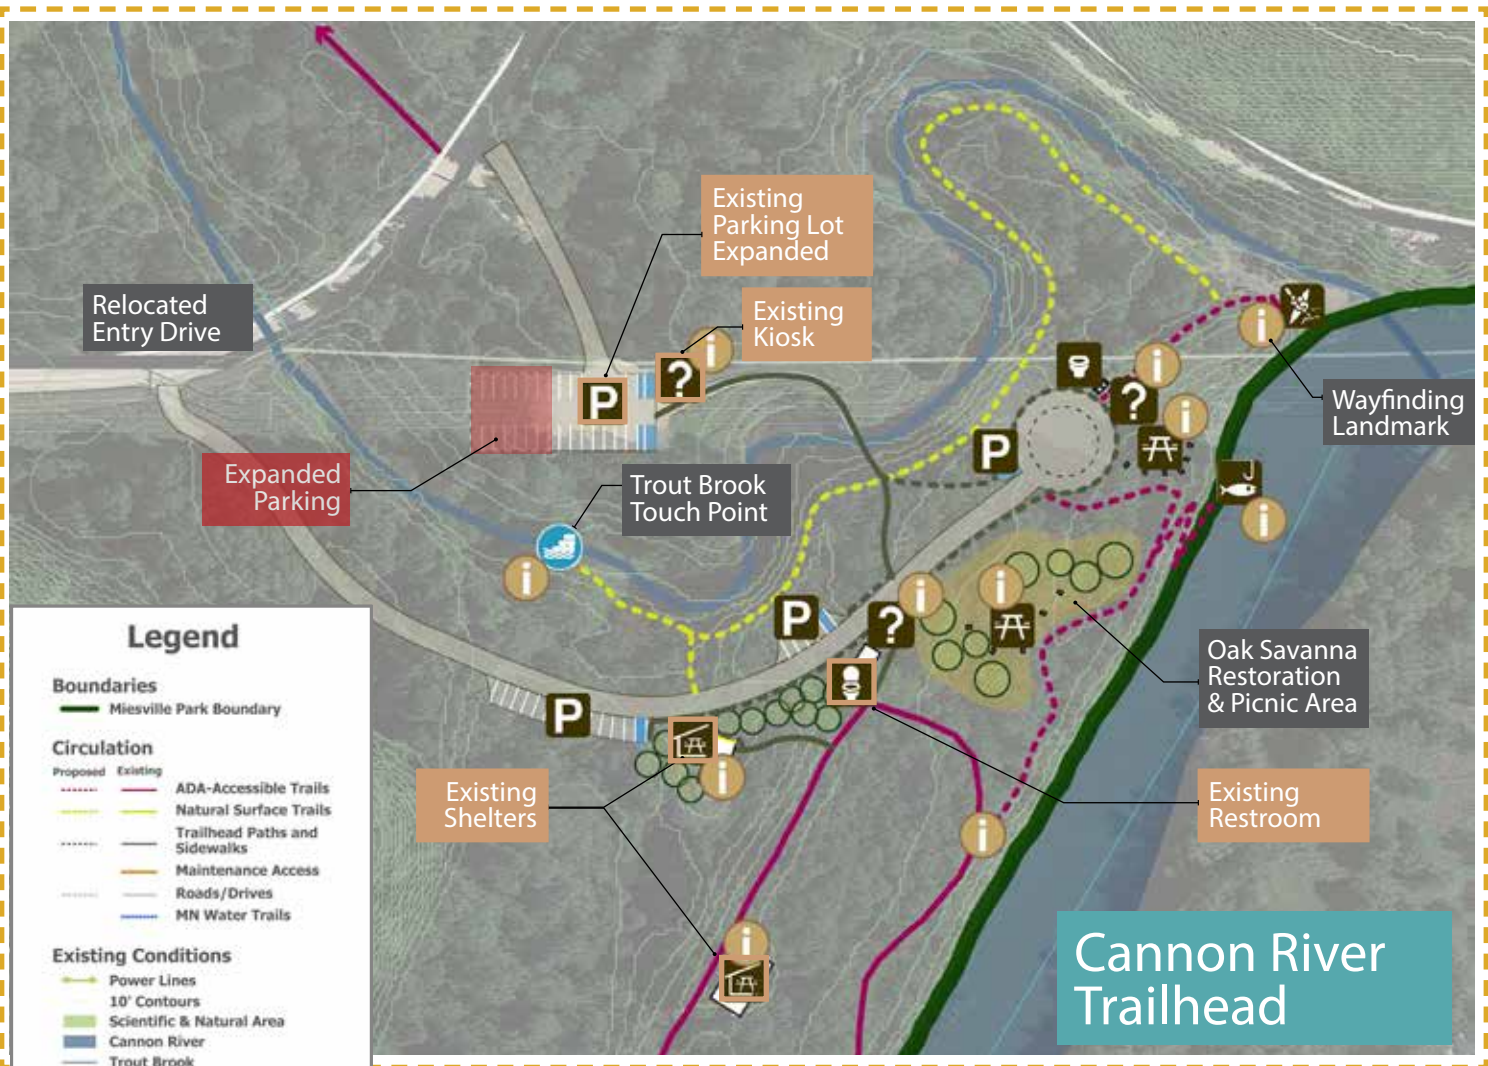 Existing
Parking Lot
Expanded
Existing
Kiosk
Relocated
Entry Drive
P
?
i
i
i
?
i
P
Wayfinding
Landmark
Expanded
Parking
Trout Brook
Touch Point
i
i
i
i
P
?
P
Oak Savanna
Restoration
& Picnic Area
i
Existing
Shelters
Existing
Restroom
i
i
Cannon River
Trailhead
Legend
Boundaries
Miesville Park Boundary
Circulation
Proposed Existing
ADA-Accessible Trails
Natural Surface Trails
Trailhead Paths and
Sidewalks
Maintenance Access
Roads/Drives
MN Water Trails
Existing Conditions
Power Lines
10' Contours
Scientific & Natural Area
Cannon River
Trout Brook